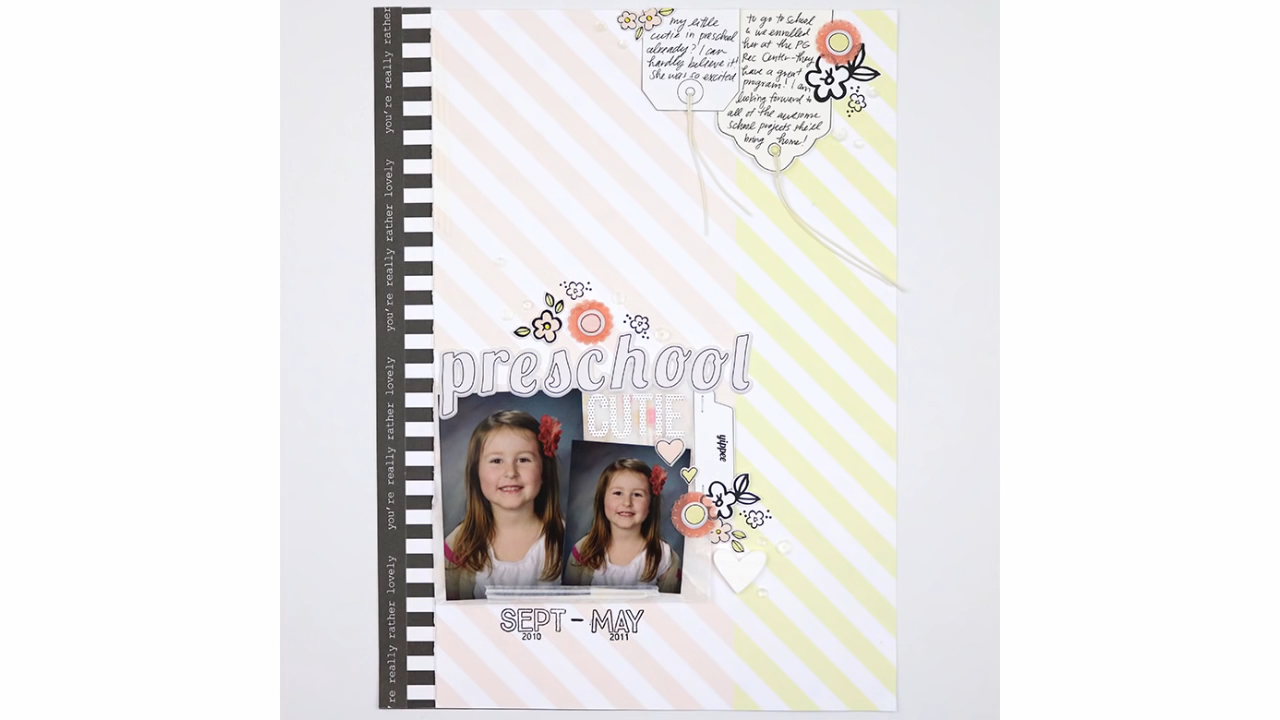 my little
cutie in preschool
already? I can
hardly believe it!
she was so excited
to go to school
& we enrolled
her at the PG
Rec Center - they
have a great
program! I am
looking forward to
all of the awesome
school projects she'll
bring home!
preschool
CUTIE
yippee
SEPT - MAY
2010 2011
're really rather lovely you're really rather lovely you're really rather lovely you're really rather